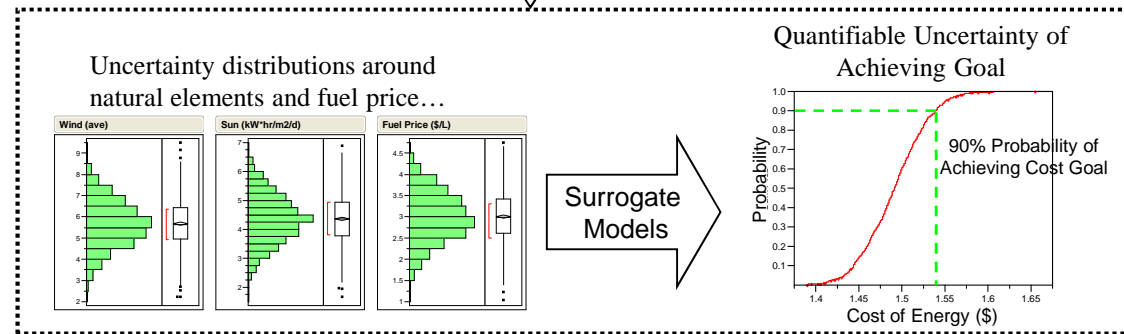 Uncertainty distributions around
natural elements and fuel price…
Wind (ave)
9
8
7
6
5
4
3
2
Sun (kW*hr/m2/d)
7
6
5
4
3
2
Fuel Price ($/L)
4.5
4
3.5
3
2.5
2
1.5
1
Surrogate
Models
Quantifiable Uncertainty of
Achieving Goal
Probability
1.0
0.9
0.8
0.7
0.6
0.5
0.4
0.3
0.2
0.1
90% Probability of
Achieving Cost Goal
1.4 1.45 1.5 1.55 1.6 1.65
Cost of Energy ($)